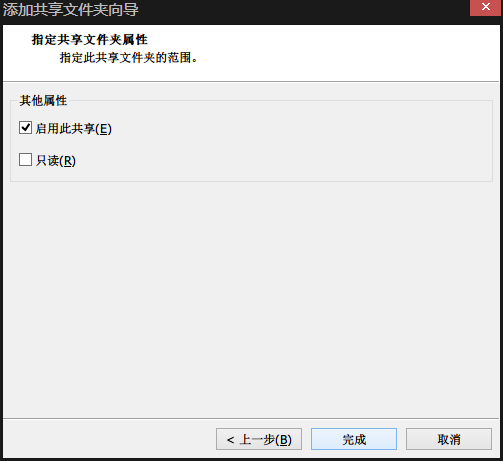 添加共享文件夹向导
指定共享文件夹属性
指定此共享文件夹的范围。
其他属性
启用此共享(E)
只读(R)
< 上一步(B)
完成
取消